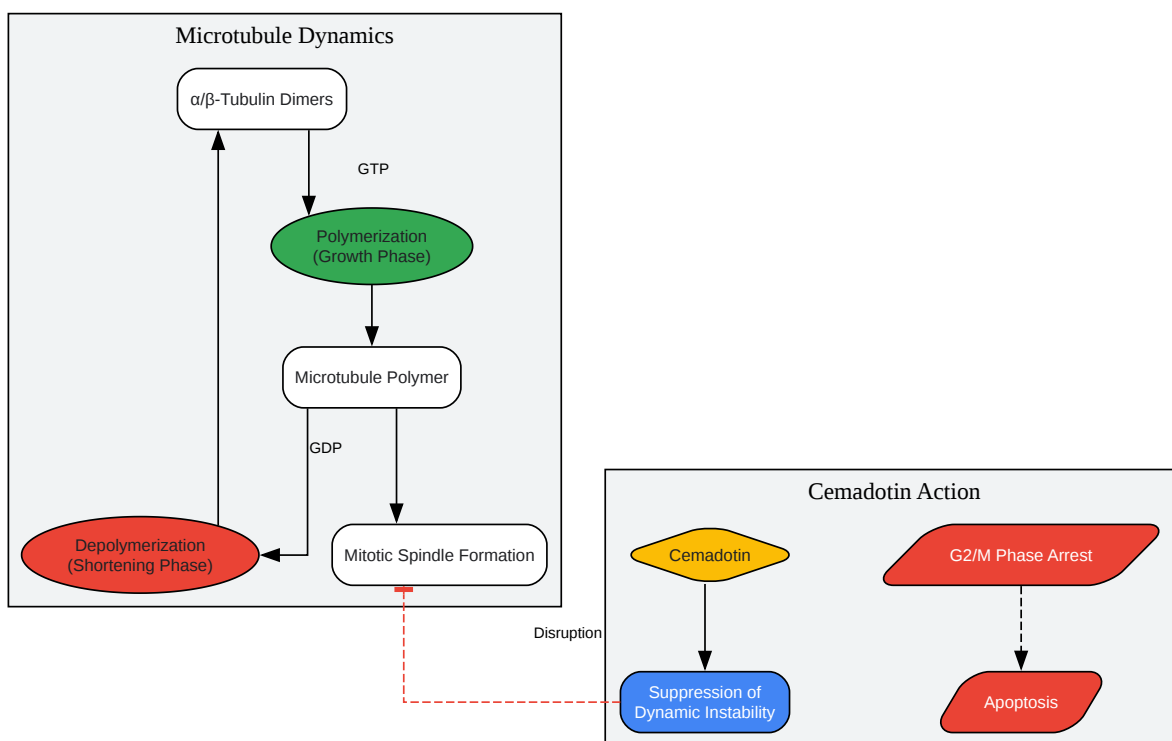 Microtubule Dynamics
α/β-Tubulin Dimers
GTP
Polymerization
(Growth Phase)
Microtubule Polymer
GDP
Depolymerization
(Shortening Phase)
Mitotic Spindle Formation
Disruption
Cemadotin Action
Cemadotin
G2/M Phase Arrest
Suppression of
Dynamic Instability
Apoptosis